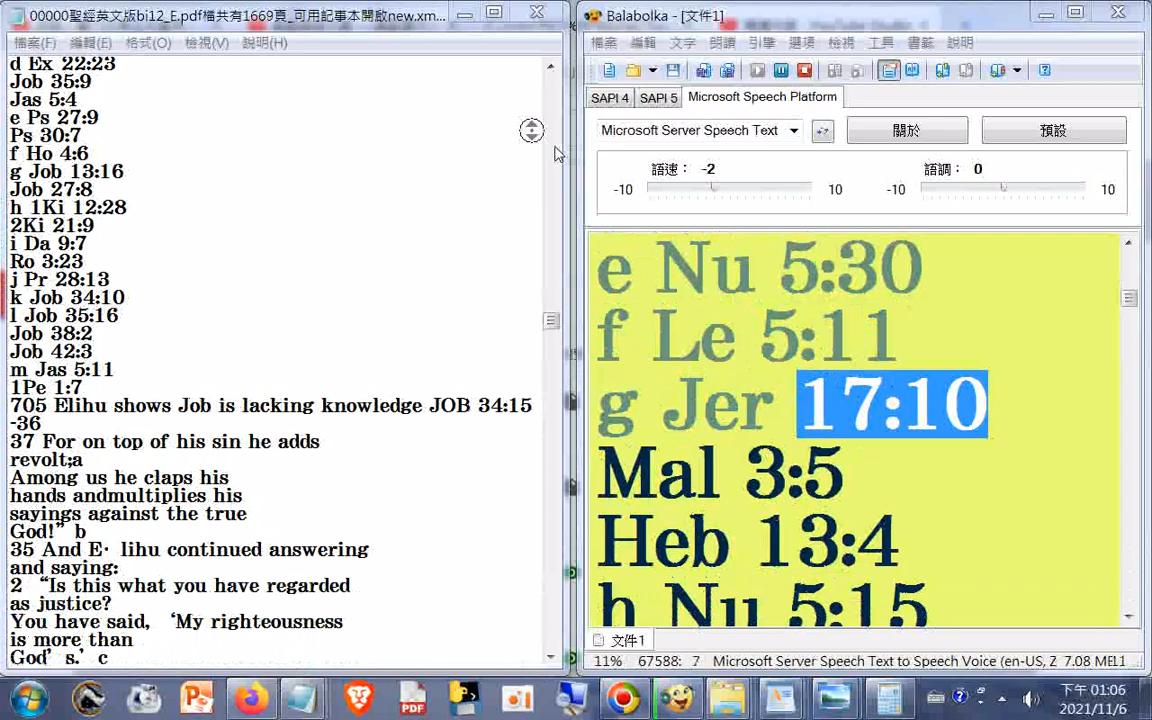 00000聖經英文版bi12_E.pdf檔共有1669頁_可用記事本開啟new.xm...
檔案(F) 編輯(E) 格式(O) 檢視(V) 說明(H)
d Ex 22:23
Job 35:9
Jas 5:4
e Ps 27:9
Ps 30:7
f Ho 4:6
g Job 13:16
Job 27:8
h 1Ki 12:28
2Ki 21:9
i Da 9:7
Ro 3:23
j Pr 28:13
k Job 34:10
l Job 35:16
Job 38:2
Job 42:3
m Jas 5:11
1Pe 1:7
705 Elihu shows Job is lacking knowledge JOB 34:15
-36
37 For on top of his sin he adds
revolt;a
Among us he claps his
hands andmultiplies his
sayings against the true
God!” b
35 And E· lihu continued answering
and saying:
2 “Is this what you have regarded
as justice?
You have said, ‘My righteousness
is more than
God’s.’ c
Balabolka - [文件1]
檔案 編輯 文字 朗讀 引擎 選項 檢視 工具 書籤 說明
SAPI 4 SAPI 5 Microsoft Speech Platform
Microsoft Server Speech Text 關於 預設
語速： -2 語調： 0
-10 10 -10 10
e Nu 5:30
f Le 5:11
g Jer 17:10
Mal 3:5
Heb 13:4
h Nu 5:15
文件1
11% 67588: 7 Microsoft Server Speech Text to Speech Voice (en-US, Z 7.08 ME
PDF
下午 01:06
2021/11/6